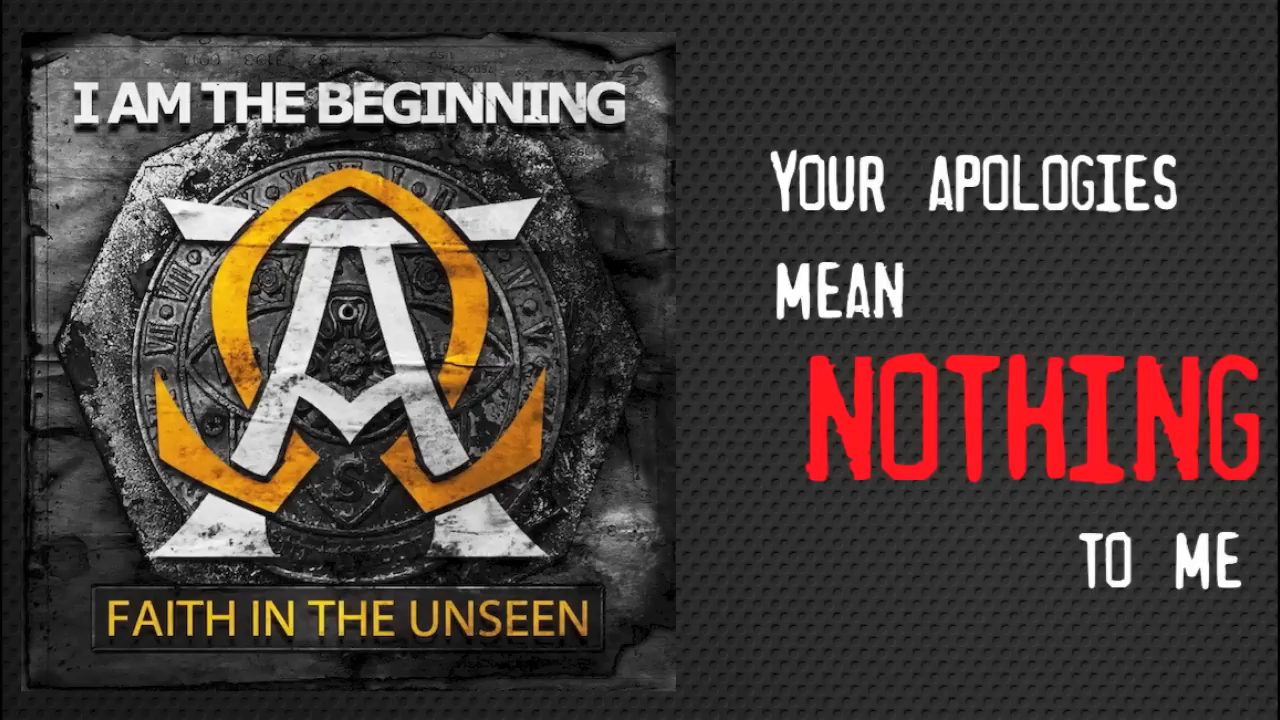 I AM THE BEGINNING
FAITH IN THE UNSEEN
YOUR APOLOGIES
MEAN
NOTHING
TO ME